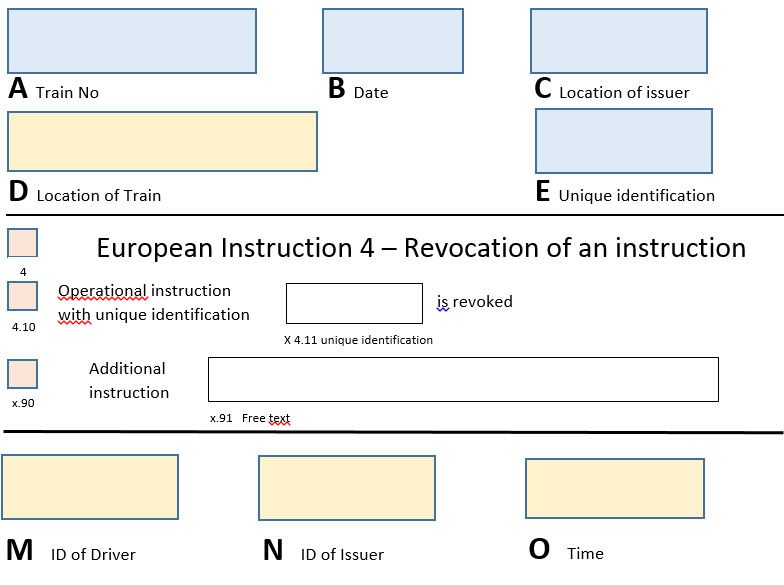 A Train No
B Date
C Location of issuer
D Location of Train
E Unique identification
European Instruction 4 – Revocation of an instruction
4
Operational instruction
with unique identification
is revoked
4.10
X 4.11 unique identification
Additional
instruction
x.90
x.91 Free text
M ID of Driver
N ID of Issuer
O Time